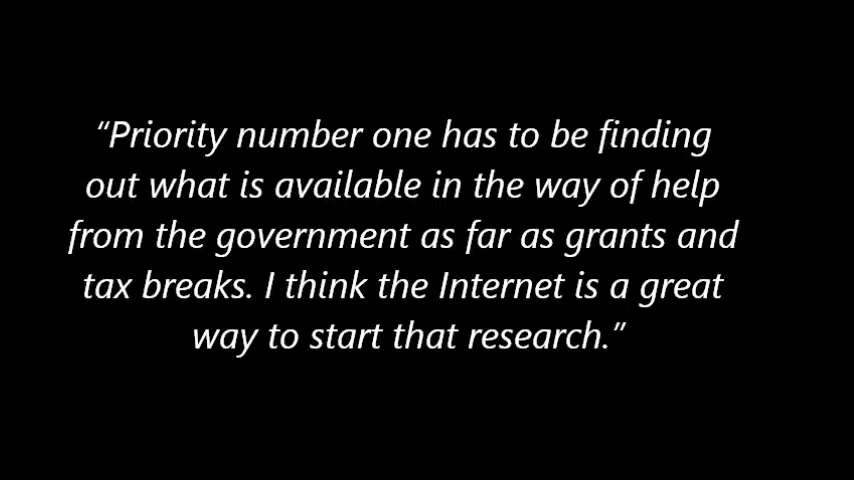 “Priority number one has to be finding
out what is available in the way of help
from the government as far as grants and
tax breaks. I think the Internet is a great
way to start that research.”